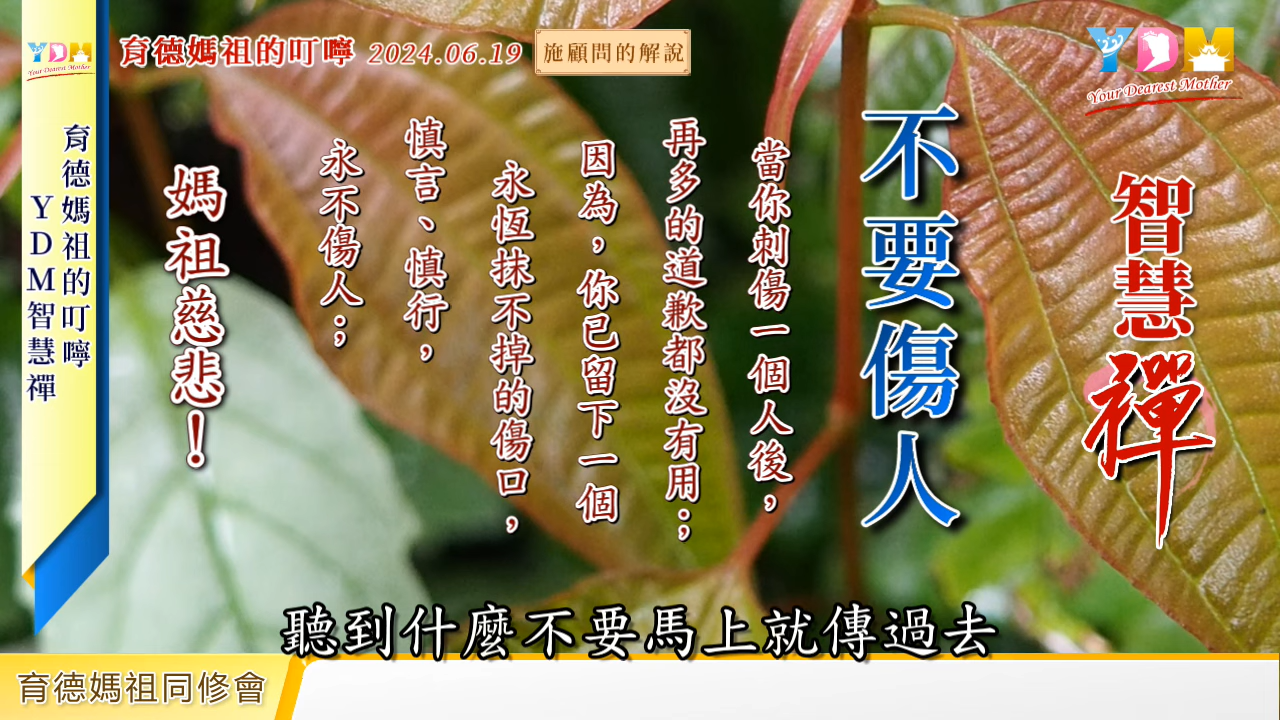 育德媽祖的叮嚀 2024.06.19 施顧問的解說
YDM
Your Dearest Mother
YDM
Your Dearest Mother
智慧禪
不要傷人
當你刺傷一個人後，
再多的道歉都沒有用；
因為，你已留下一個
永恆抹不掉的傷口，
慎言、慎行，
永不傷人；
媽祖慈悲！
育德媽祖的叮嚀
YDM智慧禪
聽到什麼不要馬上就傳過去
育德媽祖同修會